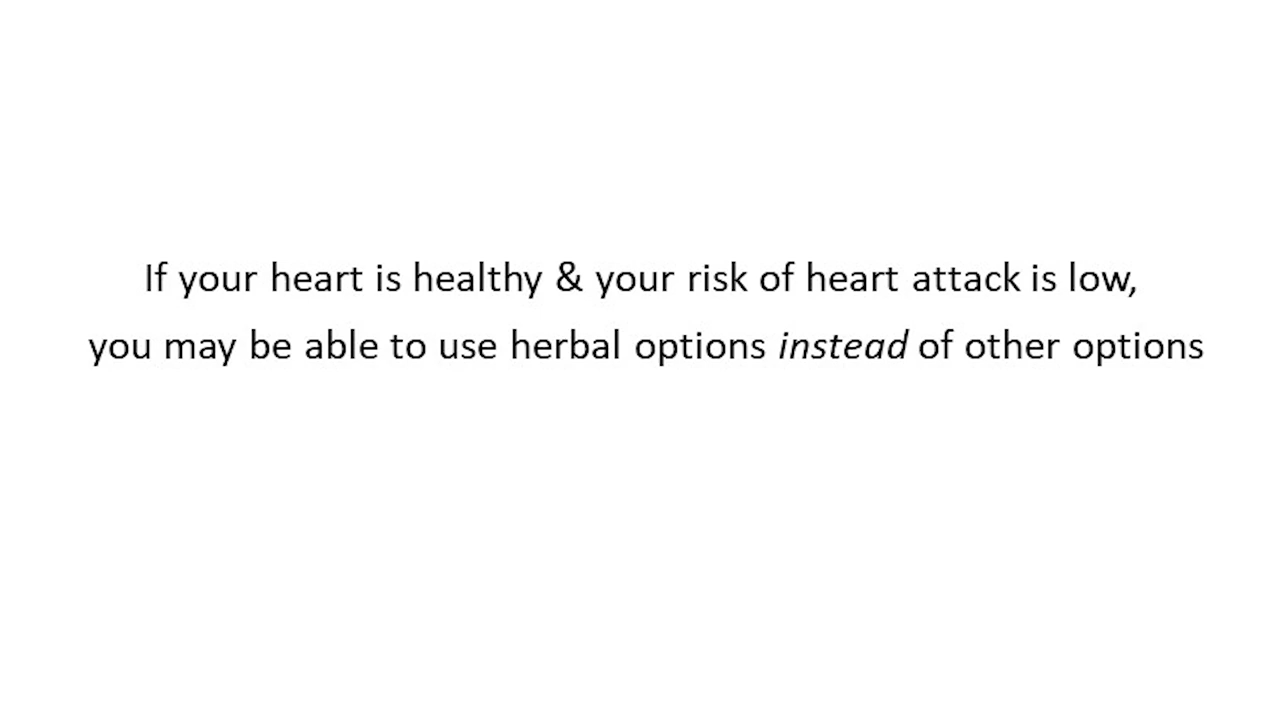 If your heart is healthy & your risk of heart attack is low,
you may be able to use herbal options instead of other options